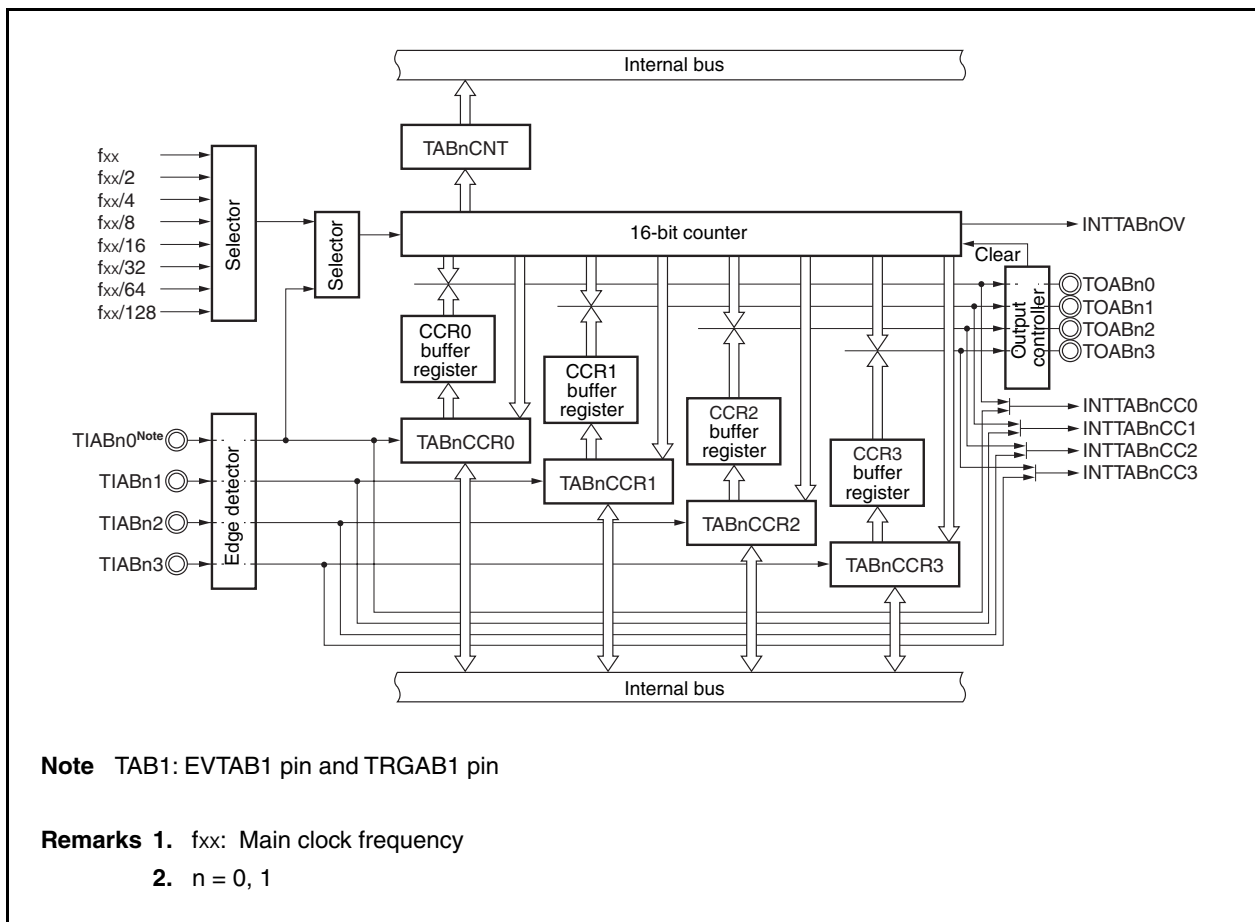 Internal bus
TABnCNT
fxx
fxx/2
fxx/4
fxx/8
fxx/16
fxx/32
fxx/64
fxx/128
Selector
Selector
16-bit counter
INTTABnOV
Clear
Output
controller
TOABn0
TOABn1
TOABn2
TOABn3
CCR0
buffer
register
CCR1
buffer
register
CCR2
buffer
register
CCR3
buffer
register
INTTABnCC0
INTTABnCC1
INTTABnCC2
INTTABnCC3
TIABn0Note
TIABn1
TIABn2
TIABn3
Edge detector
TABnCCR0
TABnCCR1
TABnCCR2
TABnCCR3
Internal bus
Note TAB1: EVTAB1 pin and TRGAB1 pin
Remarks 1. fxx: Main clock frequency
2. n = 0, 1